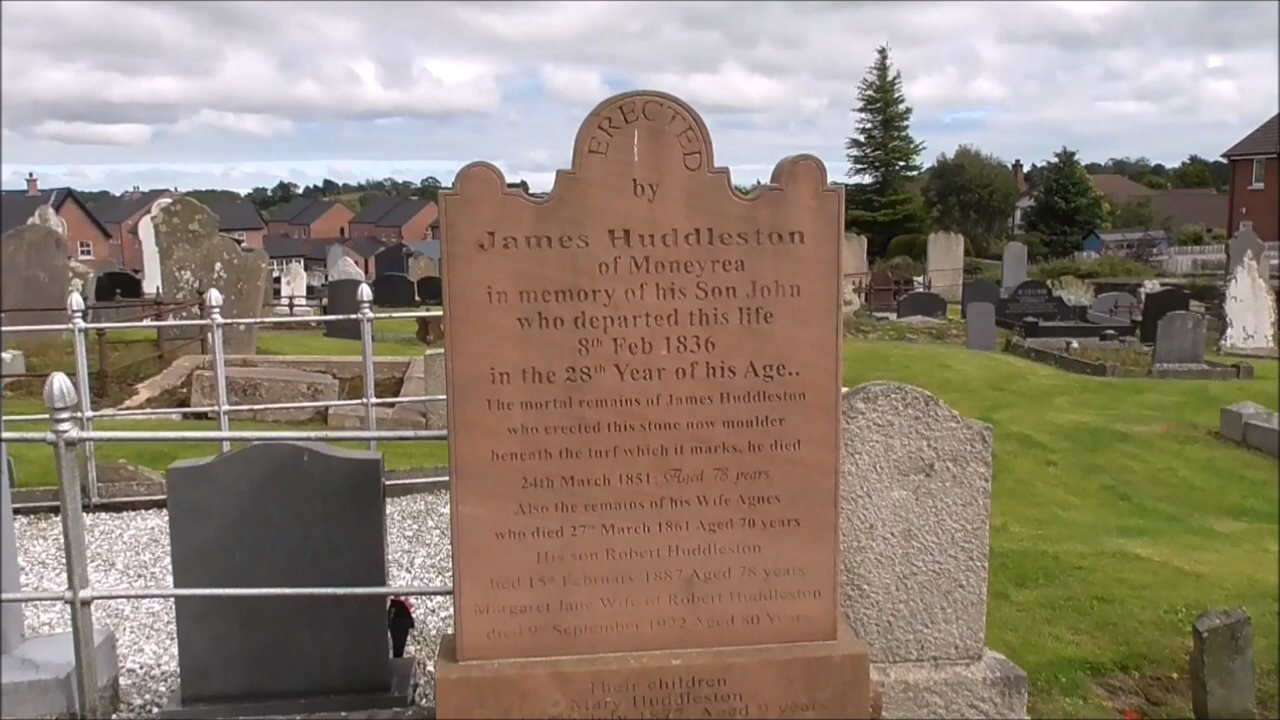 ERECTED
by
James Huddleston
of Moneyrea
in memory of his Son John
who departed this life
8th Feb 1836
in the 28th Year of his Age..
The mortal remains of James Huddleston
who erected this stone now moulder
beneath the turf which it marks, he died
24th March 1851. Aged 78 years
Also the remains of his Wife Agnes
who died 27th March 1861 Aged 70 years
His son Robert Huddleston
died 15th February 1887 Aged 78 years
Margaret Jane Wife of Robert Huddleston
died 9th September 1922 Aged 80 Years
Their children
Mary Huddleston
July 1877 Aged 9 years